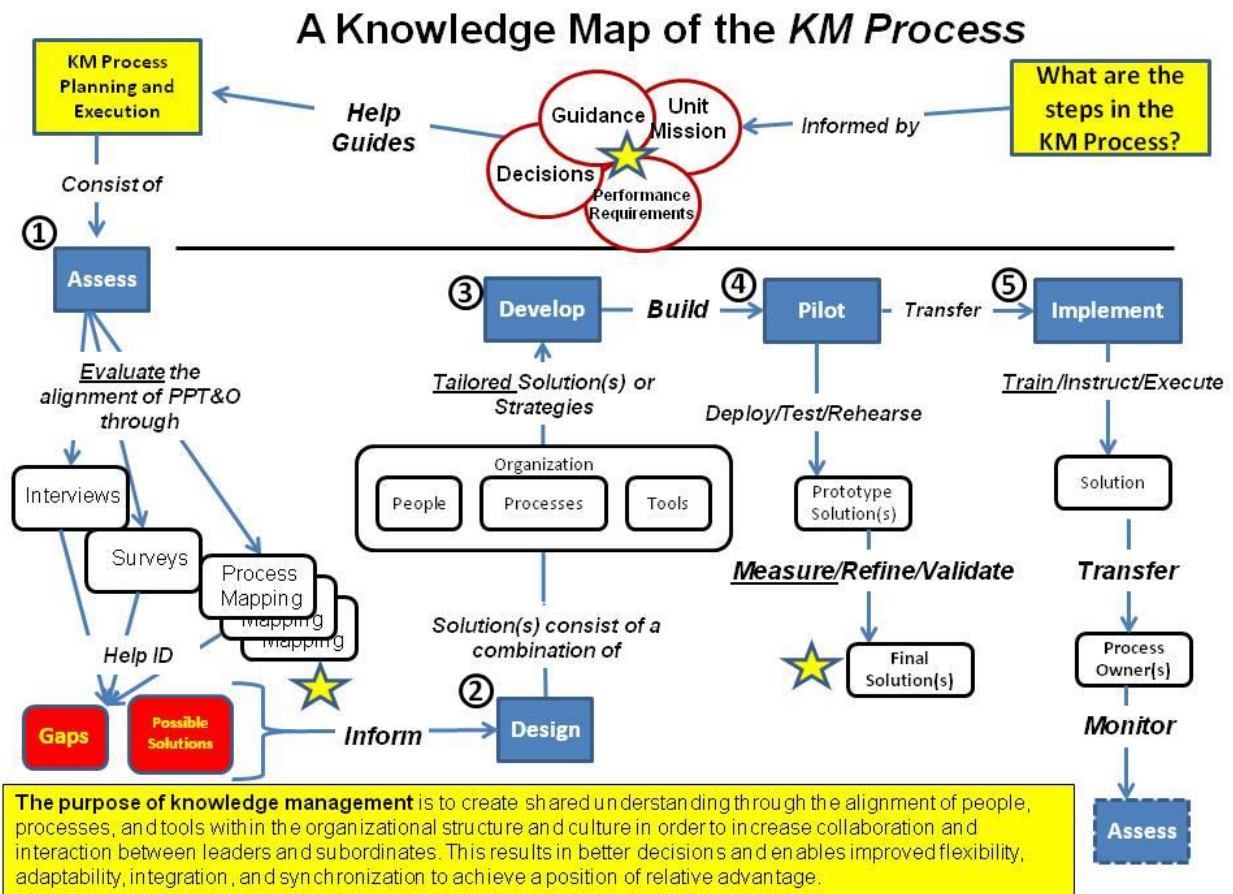 A Knowledge Map of the KM Process
KM Process
Planning and
Execution
Help
Guides
Guidance
Unit
Mission
Decisions
Performance
Requirements
Informed by
What are the
steps in the
KM Process?
Consist of
1
Assess
Evaluate the
alignment of PPT&O
through
Interviews
Surveys
Process
Mapping
Mapping
Mapping
Help ID
Gaps
Possible
Solutions
Inform
2
Design
Solution(s) consist of a
combination of
Organization
People
Processes
Tools
Tailored Solution(s) or
Strategies
3
Develop
Build
4
Pilot
Deploy/Test/Rehearse
Prototype
Solution(s)
Measure/Refine/Validate
Final
Solution(s)
Transfer
5
Implement
Train/Instruct/Execute
Solution
Transfer
Process
Owner(s)
Monitor
Assess
The purpose of knowledge management is to create shared understanding through the alignment of people,
processes, and tools within the organizational structure and culture in order to increase collaboration and
interaction between leaders and subordinates. This results in better decisions and enables improved flexibility,
adaptability, integration, and synchronization to achieve a position of relative advantage.